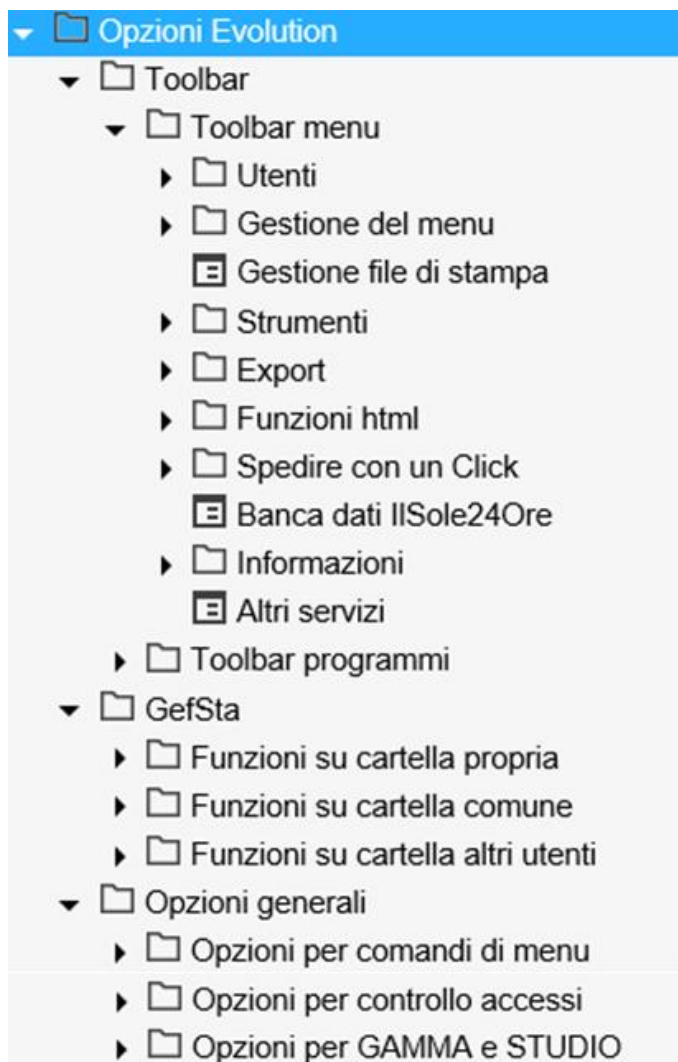 Opzioni Evolution
Toolbar
Toolbar menu
Utenti
Gestione del menu
Gestione file di stampa
Strumenti
Export
Funzioni html
Spedire con un Click
Banca dati IlSole24Ore
Informazioni
Altri servizi
Toolbar programmi
GefSta
Funzioni su cartella propria
Funzioni su cartella comune
Funzioni su cartella altri utenti
Opzioni generali
Opzioni per comandi di menu
Opzioni per controllo accessi
Opzioni per GAMMA e STUDIO